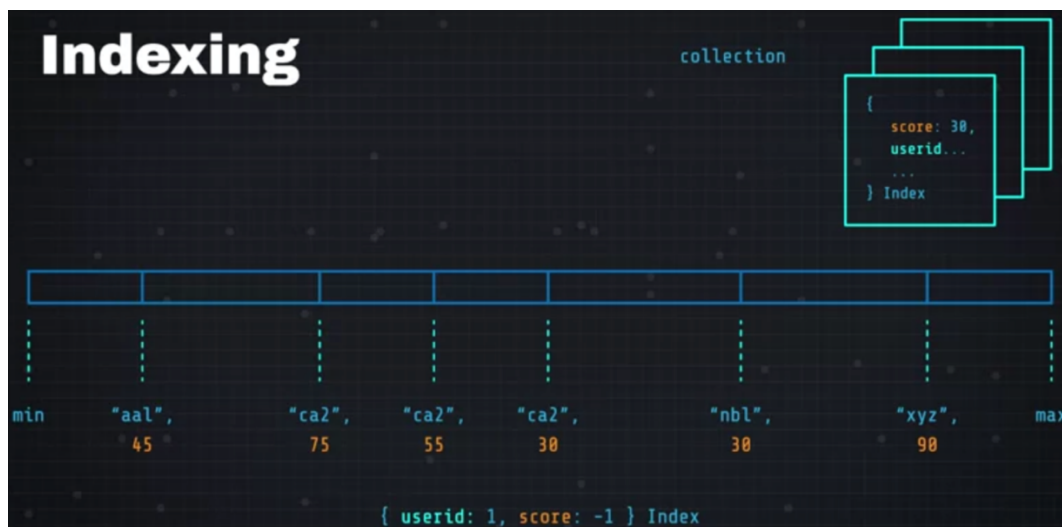 Indexing
collection
{
score: 30,
userid...
...
} Index
min “aal”, “ca2”, “ca2”, “ca2”, “nbl”, “xyz”, max
45 75 55 30 30 90
{ userid: 1, score: -1 } Index